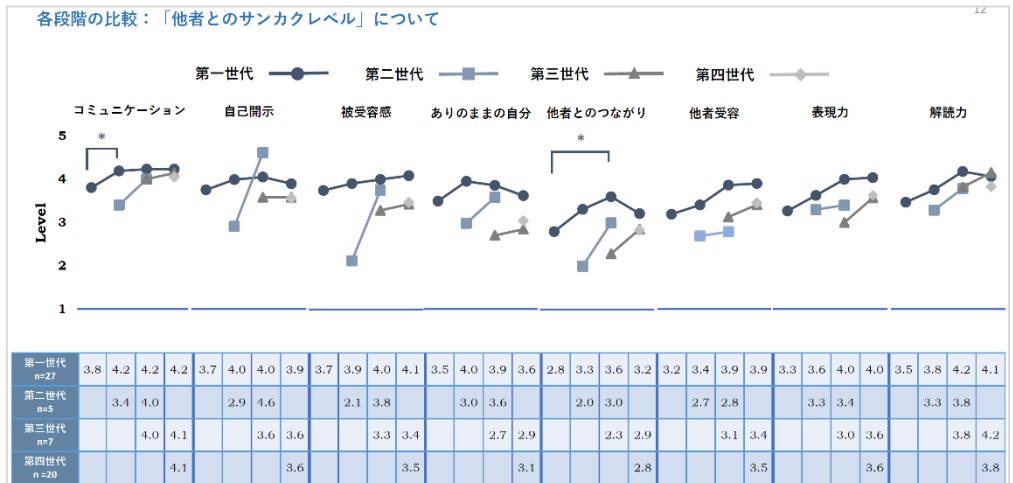 12
各段階の比較：「他者とのサンカクレベル」について
第一世代 第二世代 第三世代 第四世代
コミュニケーション 自己開示 被受容感 ありのままの自分 他者とのつながり 他者受容 表現力 解読力
5
*
*
4
3
2
1
Level
第一世代 n=27 3.8 4.2 4.2 4.2 3.7 4.0 4.0 3.9 3.7 3.9 4.0 4.1 3.5 4.0 3.9 3.6 2.8 3.3 3.6 3.2 3.2 3.4 3.9 3.9 3.3 3.6 4.0 4.0 3.5 3.8 4.2 4.1
第二世代 n=5 3.4 4.0 2.9 4.6 2.1 3.8 3.0 3.6 2.0 3.0 2.7 2.8 3.3 3.4 3.3 3.8
第三世代 n=7 4.0 4.1 3.6 3.6 3.3 3.4 2.7 2.9 2.3 2.9 3.1 3.4 3.0 3.6 3.8 4.2
第四世代 n =20 4.1 3.6 3.5 3.1 2.8 3.5 3.6 3.8